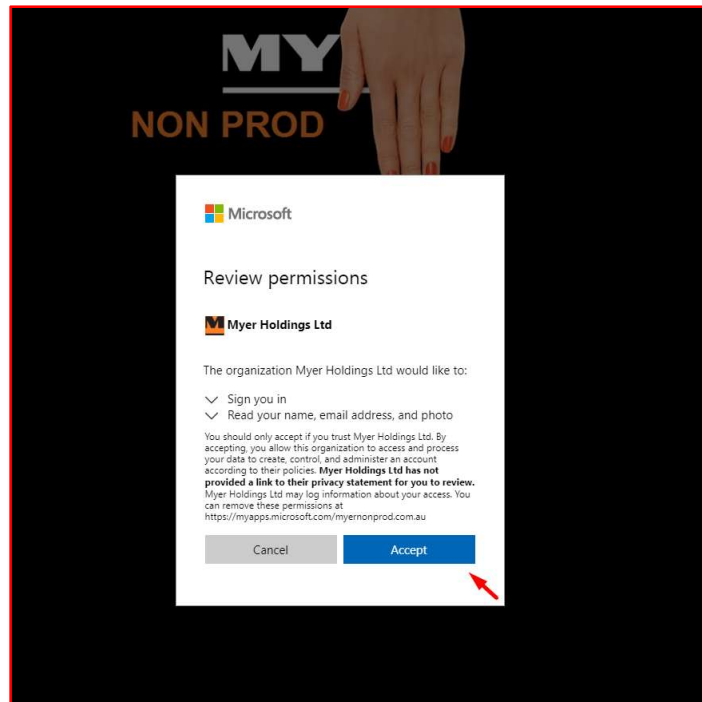 MY
NON PROD
Microsoft
Review permissions
Myer Holdings Ltd
The organization Myer Holdings Ltd would like to:
Sign you in
Read your name, email address, and photo
You should only accept if you trust Myer Holdings Ltd. By
accepting, you allow this organization to access and process
your data to create, control, and administer an account
according to their policies. Myer Holdings Ltd has not
provided a link to their privacy statement for you to review.
Myer Holdings Ltd may log information about your access. You
can remove these permissions at
https://myapps.microsoft.com/myernonprod.com.au
Cancel Accept